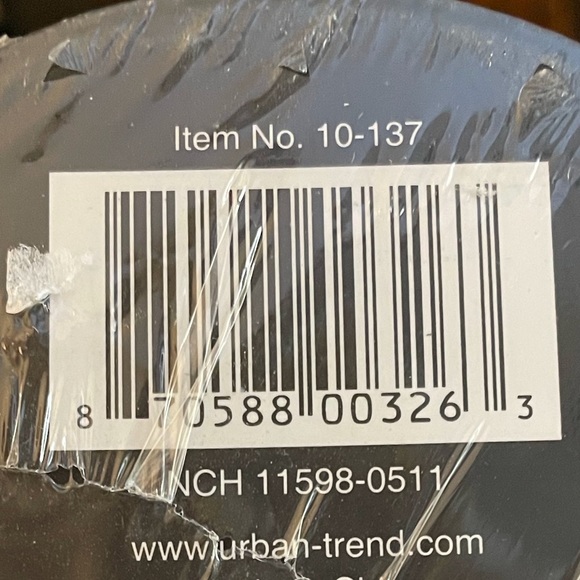 Item No. 10-137
8 70588 00326 3
NCH 11598-0511
www.urban-trend.com